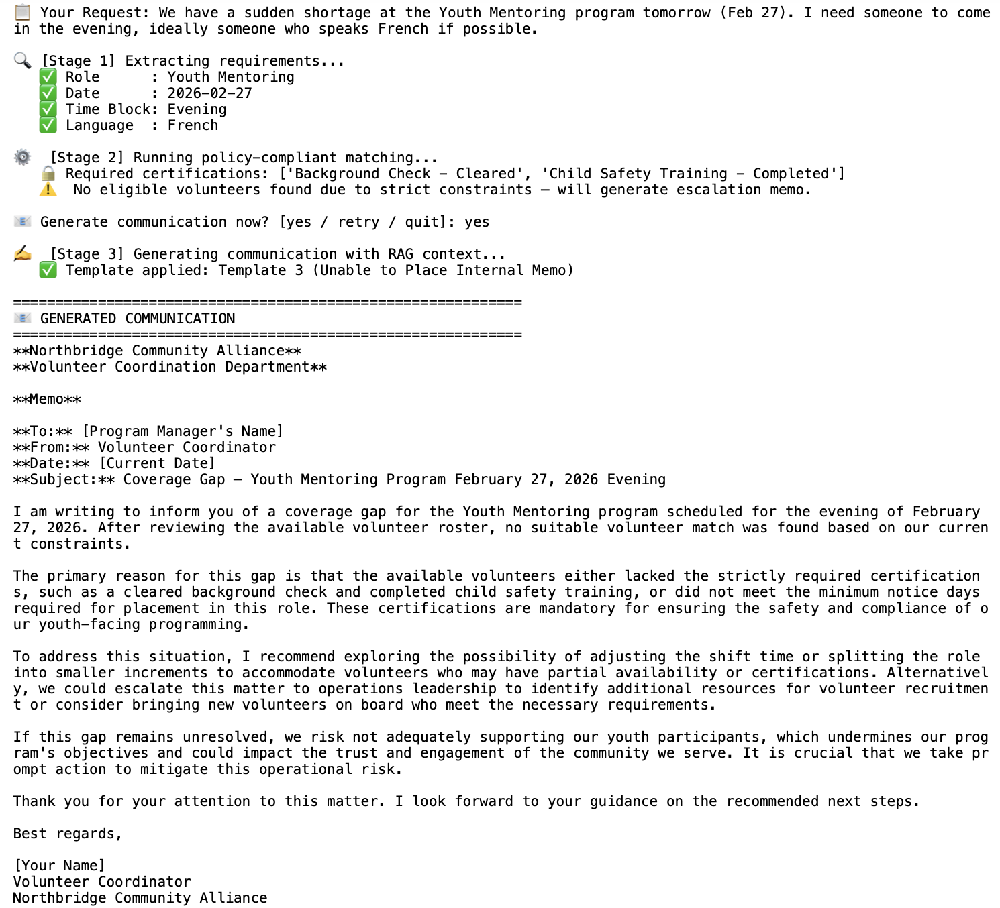 📋 Your Request: We have a sudden shortage at the Youth Mentoring program tomorrow (Feb 27). I need someone to come
in the evening, ideally someone who speaks French if possible.

🔍 [Stage 1] Extracting requirements...
   ✅ Role      : Youth Mentoring
   ✅ Date      : 2026-02-27
   ✅ Time Block: Evening
   ✅ Language  : French

⚙️  [Stage 2] Running policy-compliant matching...
   🔒 Required certifications: ['Background Check - Cleared', 'Child Safety Training - Completed']
   ⚠️  No eligible volunteers found due to strict constraints — will generate escalation memo.

📧 Generate communication now? [yes / retry / quit]: yes

✍️  [Stage 3] Generating communication with RAG context...
   ✅ Template applied: Template 3 (Unable to Place Internal Memo)

============================================================
📧 GENERATED COMMUNICATION
============================================================
**Northbridge Community Alliance**
**Volunteer Coordination Department**

**Memo**

**To:** [Program Manager's Name]
**From:** Volunteer Coordinator
**Date:** [Current Date]
**Subject:** Coverage Gap – Youth Mentoring Program February 27, 2026 Evening

I am writing to inform you of a coverage gap for the Youth Mentoring program scheduled for the evening of February
27, 2026. After reviewing the available volunteer roster, no suitable volunteer match was found based on our curren
t constraints.

The primary reason for this gap is that the available volunteers either lacked the strictly required certification
s, such as a cleared background check and completed child safety training, or did not meet the minimum notice days
required for placement in this role. These certifications are mandatory for ensuring the safety and compliance of o
ur youth-facing programming.

To address this situation, I recommend exploring the possibility of adjusting the shift time or splitting the role
into smaller increments to accommodate volunteers who may have partial availability or certifications. Alternativel
y, we could escalate this matter to operations leadership to identify additional resources for volunteer recruitmen
t or consider bringing new volunteers on board who meet the necessary requirements.

If this gap remains unresolved, we risk not adequately supporting our youth participants, which undermines our prog
ram's objectives and could impact the trust and engagement of the community we serve. It is crucial that we take pr
ompt action to mitigate this operational risk.

Thank you for your attention to this matter. I look forward to your guidance on the recommended next steps.

Best regards,

[Your Name]
Volunteer Coordinator
Northbridge Community Alliance